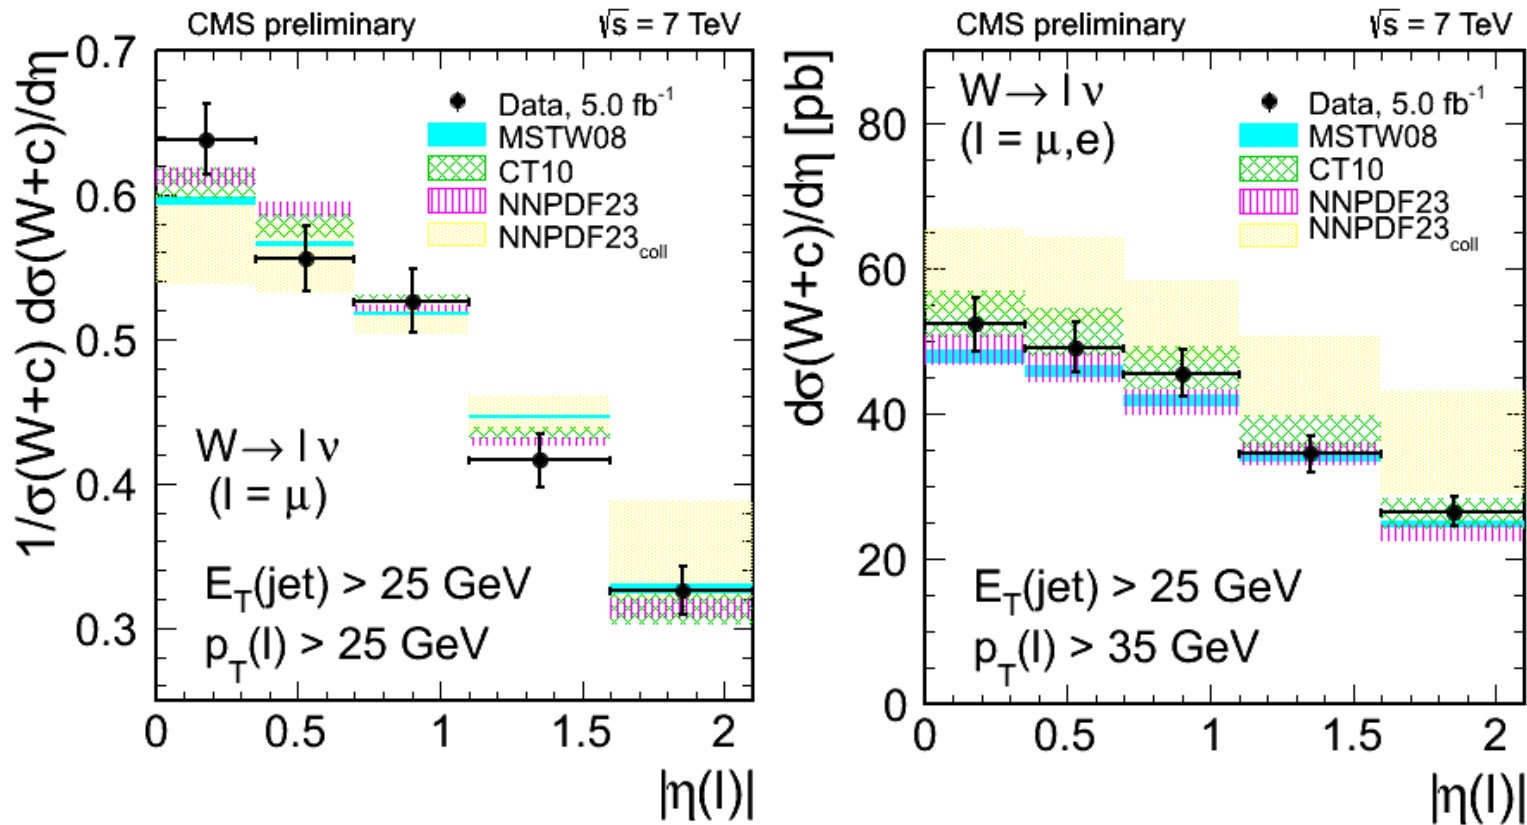 CMS preliminary √s = 7 TeV
1/σ(W+c) dσ(W+c)/dη
0.7
0.6
0.5
0.4
0.3
Data, 5.0 fb⁻¹
MSTW08
CT10
NNPDF23
NNPDF23coll
W→ l ν
(l = μ)
E_T(jet) > 25 GeV
p_T(l) > 25 GeV
0 0.5 1 1.5 2
|η(l)|
CMS preliminary √s = 7 TeV
dσ(W+c)/dη [pb]
80
60
40
20
0
W→ l ν
(l = μ,e)
Data, 5.0 fb⁻¹
MSTW08
CT10
NNPDF23
NNPDF23coll
E_T(jet) > 25 GeV
p_T(l) > 35 GeV
0 0.5 1 1.5 2
|η(l)|